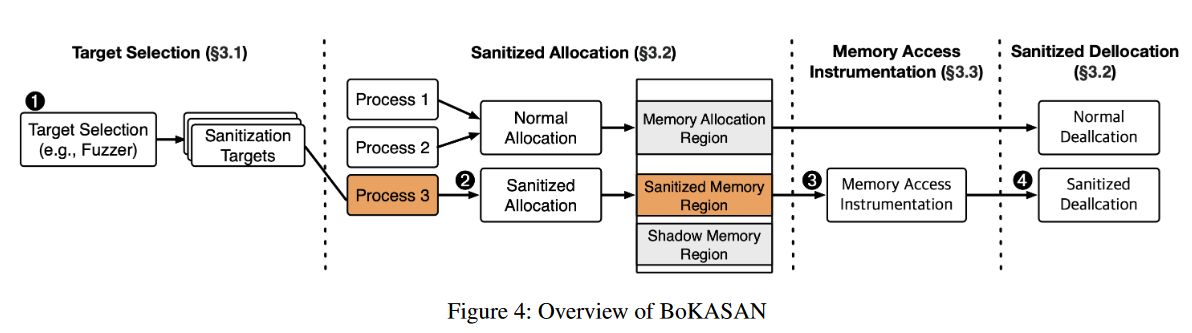 Target Selection (§3.1)
Sanitized Allocation (§3.2)
Memory Access
Instrumentation (§3.3)
Sanitized Dellocation
(§3.2)
❶
Target Selection
(e.g., Fuzzer)
Sanitization
Targets
Process 1
Process 2
Process 3
Normal
Allocation
❷
Sanitized
Allocation
Memory Allocation
Region
Sanitized Memory
Region
Shadow Memory
Region
❸
Memory Access
Instrumentation
Normal
Deallcation
❹
Sanitized
Deallcation
Figure 4: Overview of BoKASAN